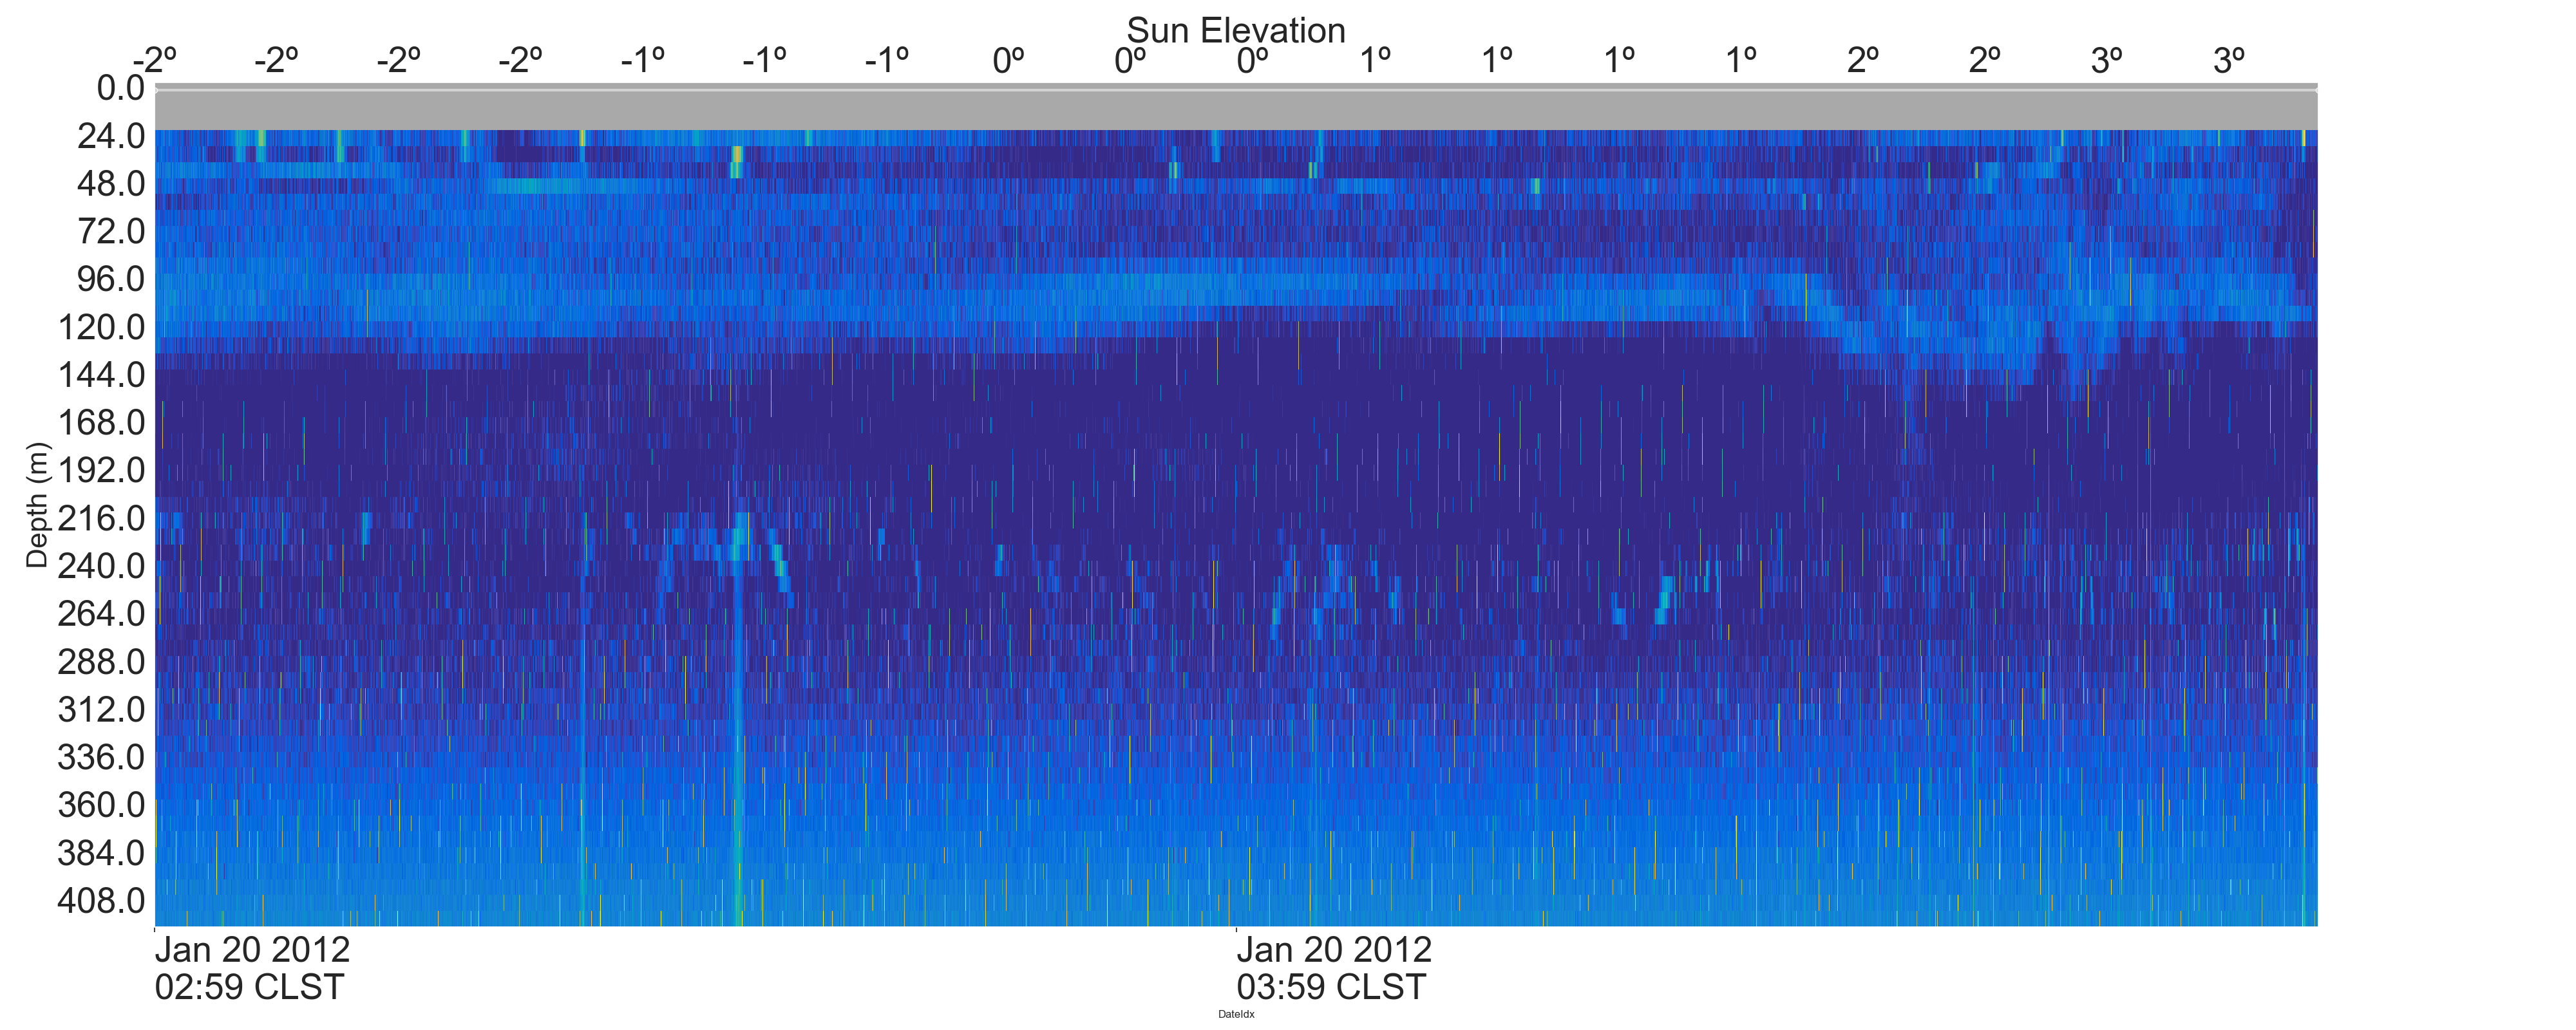 Sun Elevation
-2º -2º -2º -2º -1º -1º -1º 0º 0º 0º 1º 1º 1º 1º 2º 2º 3º 3º
0.0
24.0
48.0
72.0
96.0
120.0
144.0
168.0
192.0
216.0
240.0
264.0
288.0
312.0
336.0
360.0
384.0
408.0
Depth (m)
Jan 20 2012
02:59 CLST
Jan 20 2012
03:59 CLST
DateIdx